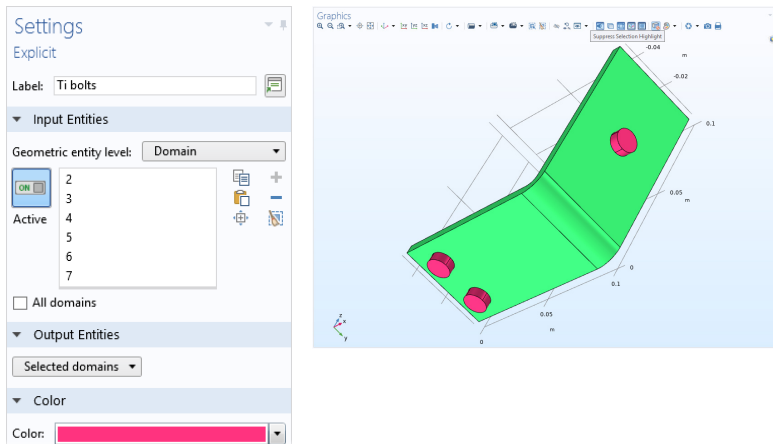 Settings
Explicit
Label: Ti bolts
Input Entities
Geometric entity level: Domain
ON
Active
2
3
4
5
6
7
All domains
Output Entities
Selected domains
Color
Color:
Graphics
Suppress Selection Highlight
-0.04
m
-0.02
0.1
0.05
m
0
0.1
0.05
m
0
z
x
y